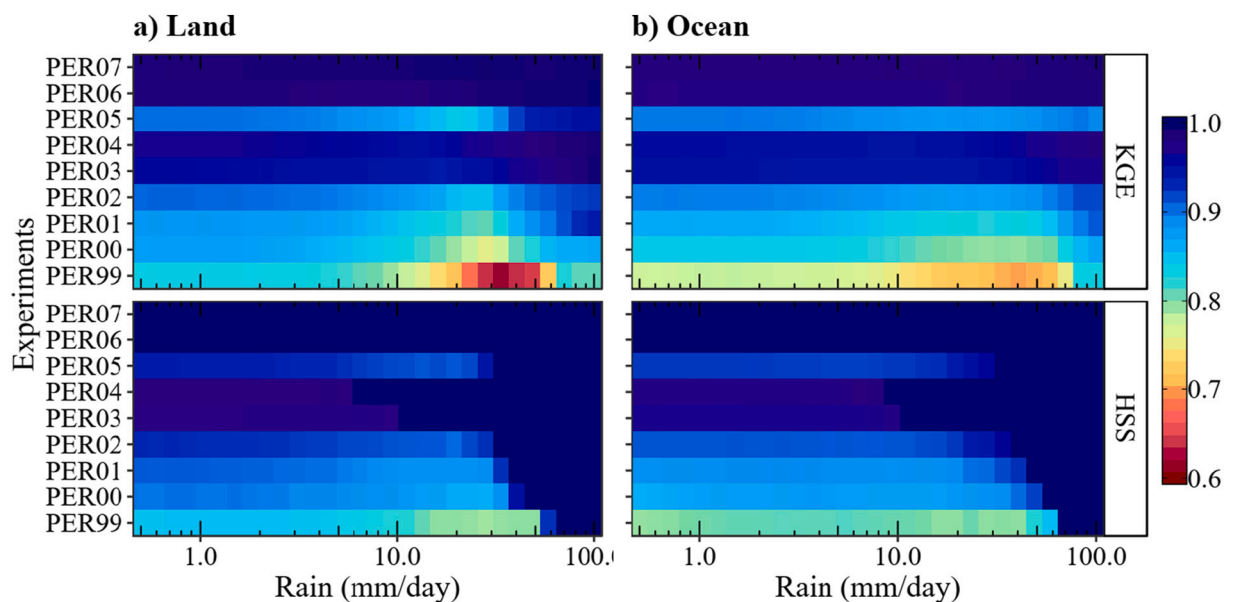 a) Land
b) Ocean
Experiments
PER07
PER06
PER05
PER04
PER03
PER02
PER01
PER00
PER99
KGE
PER07
PER06
PER05
PER04
PER03
PER02
PER01
PER00
PER99
HSS
1.0
0.9
0.8
0.7
0.6
1.0 10.0 100.(
1.0 10.0 100.0
Rain (mm/day)
Rain (mm/day)